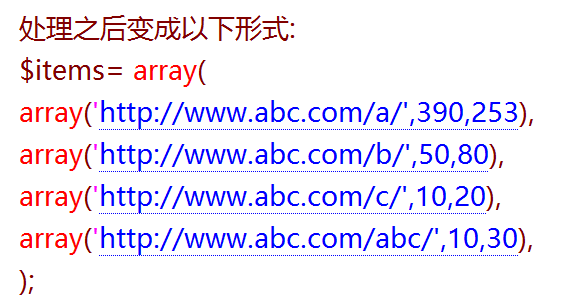 处理之后变成以下形式:
$items= array(
array('http://www.abc.com/a/',390,253),
array('http://www.abc.com/b/',50,80),
array('http://www.abc.com/c/',10,20),
array('http://www.abc.com/abc/',10,30),
);